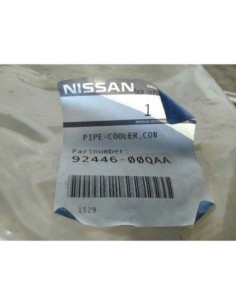 NISSAN
1
PIPE-COOLER,CON
Partnumber:
92446-00QAA
1529